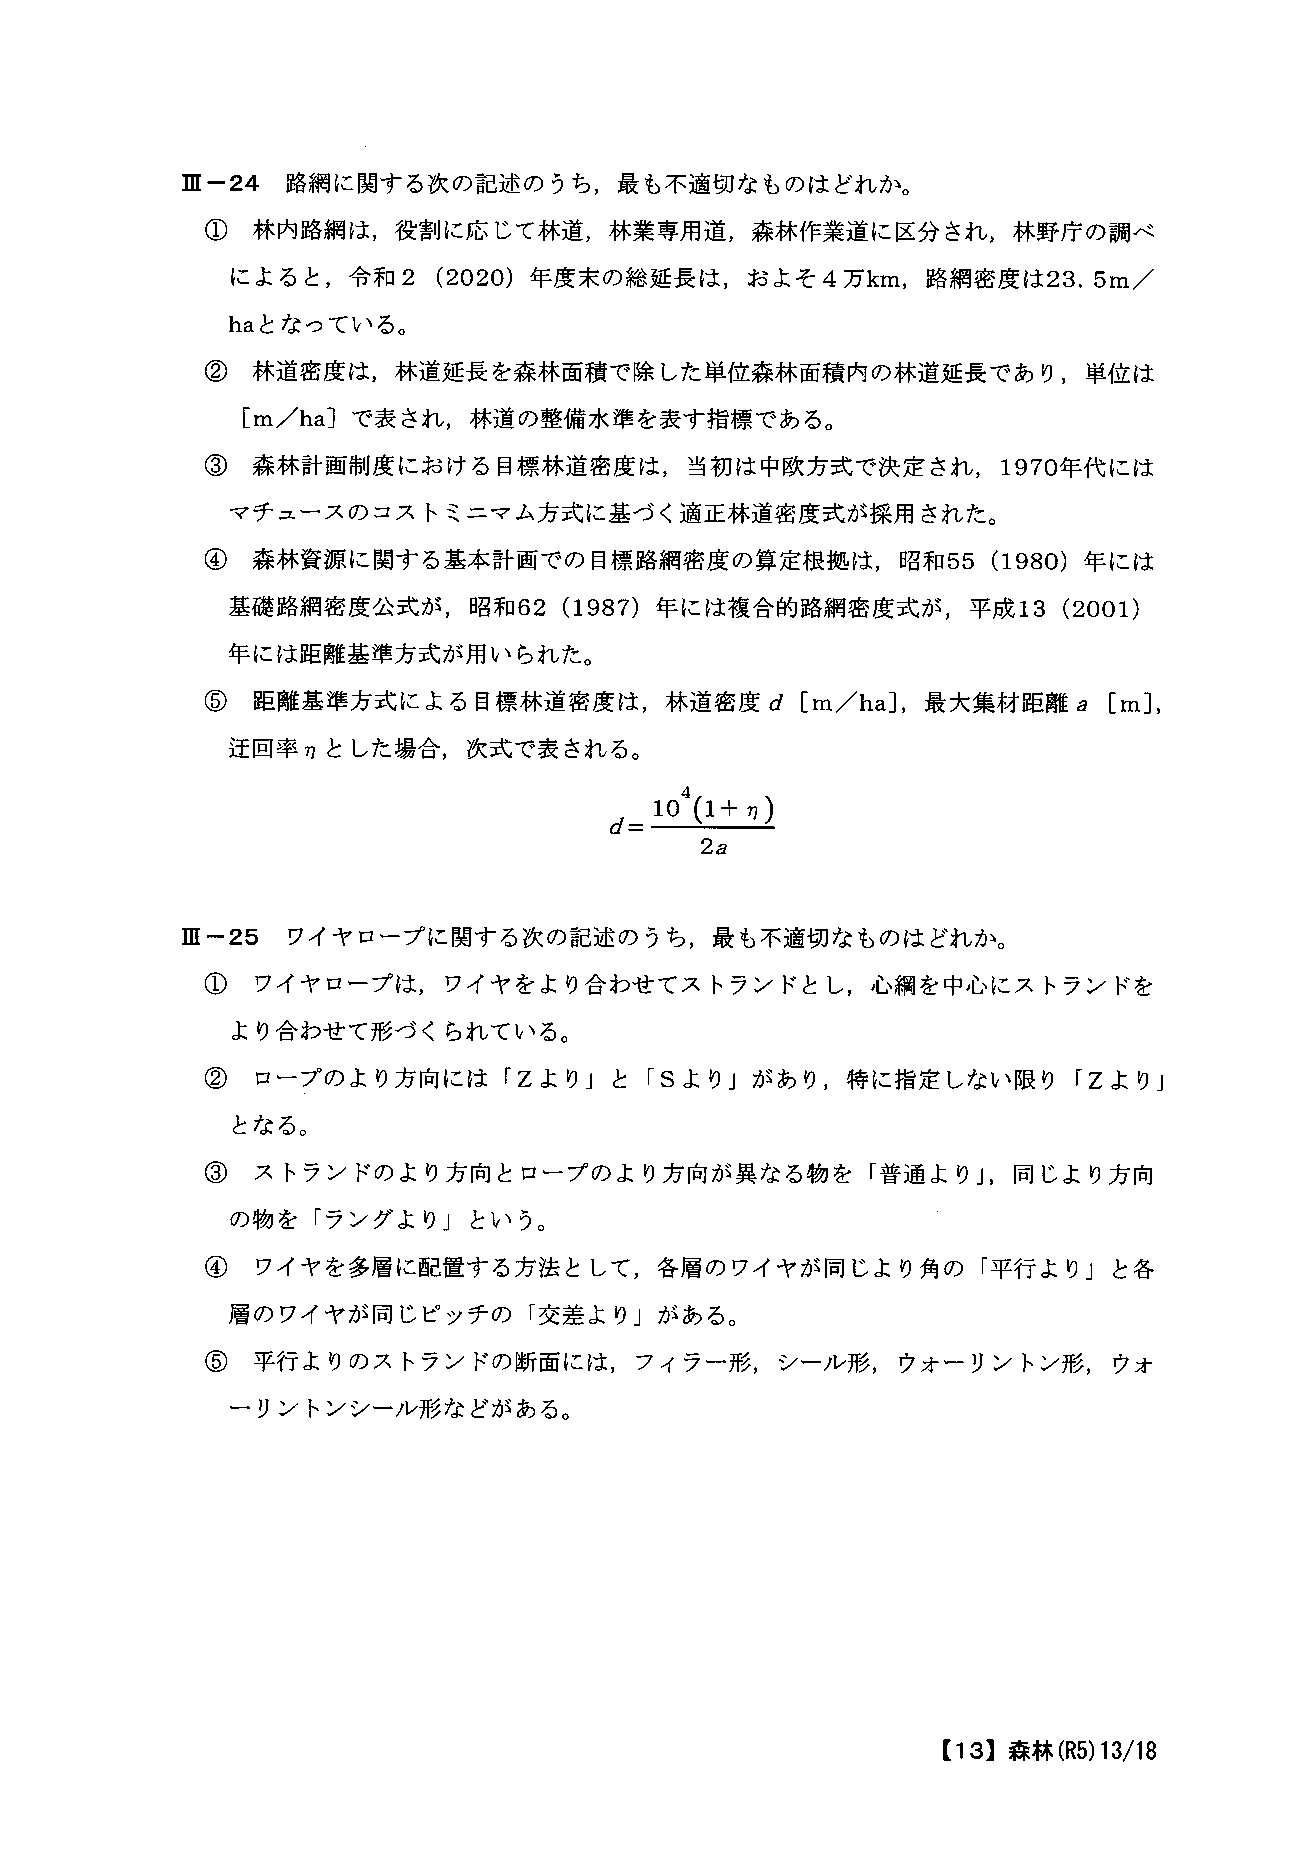 Ⅲ－24　路網に関する次の記述のうち，最も不適切なものはどれか。
①　林内路網は，役割に応じて林道，林業専用道，森林作業道に区分され，林野庁の調べ
によると，令和２（2020）年度末の総延長は，およそ４万km，路網密度は23.5m／
haとなっている。
②　林道密度は，林道延長を森林面積で除した単位森林面積内の林道延長であり，単位は
［m／ha］で表され，林道の整備水準を表す指標である。
③　森林計画制度における目標林道密度は，当初は中欧方式で決定され，1970年代には
マチュースのコストミニマム方式に基づく適正林道密度式が採用された。
④　森林資源に関する基本計画での目標路網密度の算定根拠は，昭和55（1980）年には
基礎路網密度公式が，昭和62（1987）年には複合的路網密度式が，平成13（2001）
年には距離基準方式が用いられた。
⑤　距離基準方式による目標林道密度は，林道密度 d［m／ha］，最大集材距離 a［m］，
迂回率 η とした場合，次式で表される。
d = 10^4(1 + η) / 2a
Ⅲ－25　ワイヤロープに関する次の記述のうち，最も不適切なものはどれか。
①　ワイヤロープは，ワイヤをより合わせてストランドとし，心綱を中心にストランドを
より合わせて形づくられている。
②　ロープのより方向には「Ｚより」と「Ｓより」があり，特に指定しない限り「Ｚより」
となる。
③　ストランドのより方向とロープのより方向が異なる物を「普通より」，同じより方向
の物を「ラングより」という。
④　ワイヤを多層に配置する方法として，各層のワイヤが同じより角の「平行より」と各
層のワイヤが同じピッチの「交差より」がある。
⑤　平行よりのストランドの断面には，フィラー形，シール形，ウォーリントン形，ウォ
ーリントンシール形などがある。
【13】森林(R5)13/18